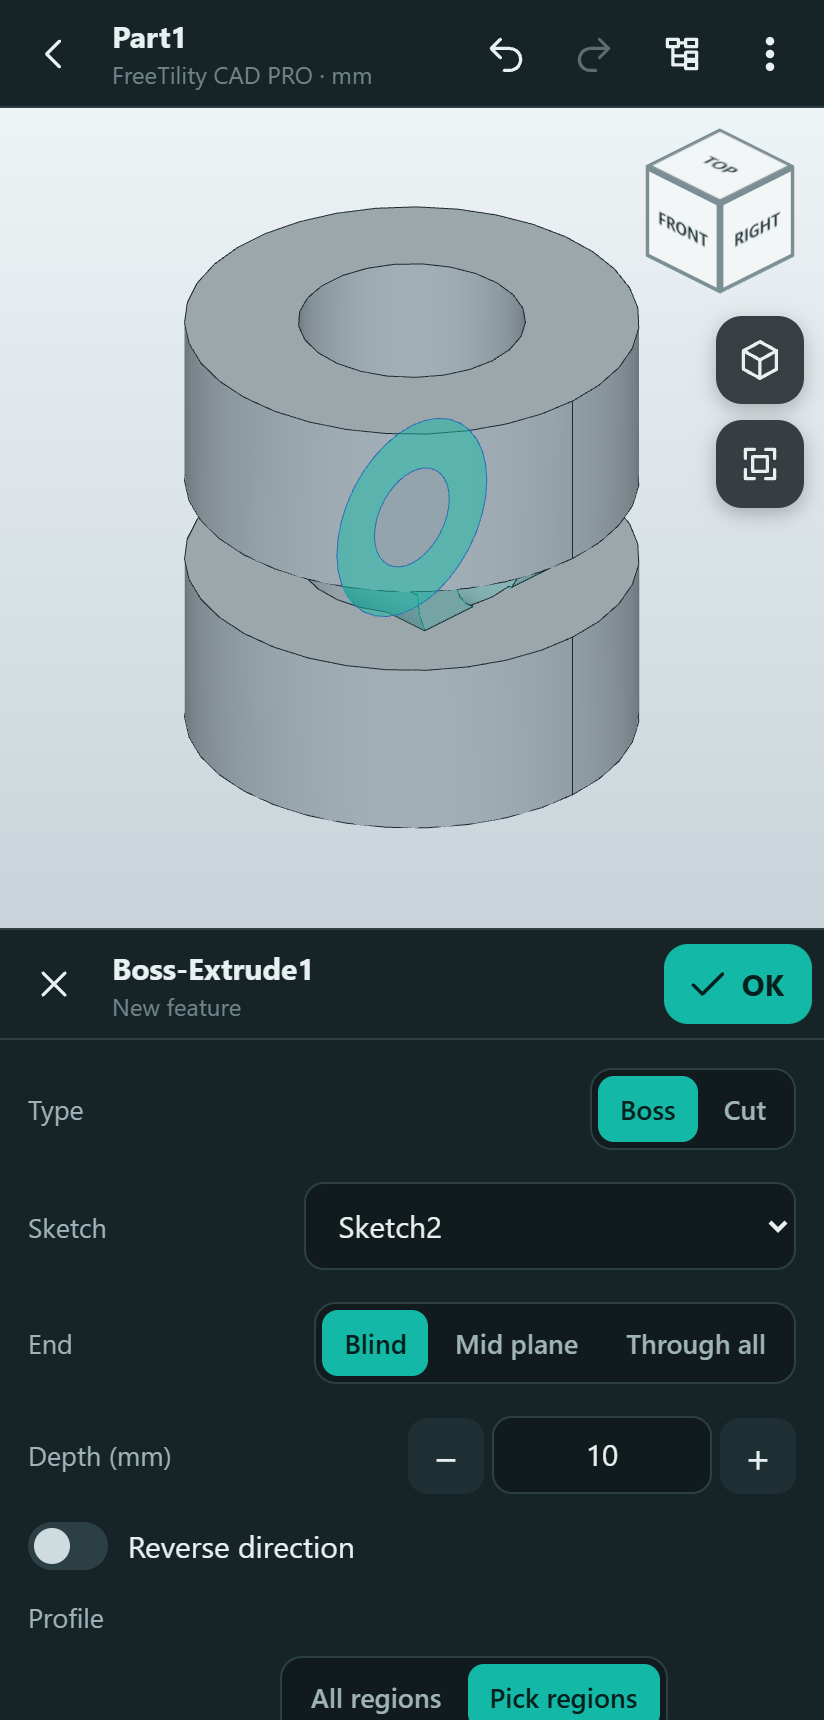 Part1
FreeTility CAD PRO · mm
TOP
FRONT
RIGHT
Boss-Extrude1
New feature
OK
Type
Boss
Cut
Sketch
Sketch2
End
Blind
Mid plane
Through all
Depth (mm)
−
10
+
Reverse direction
Profile
All regions
Pick regions